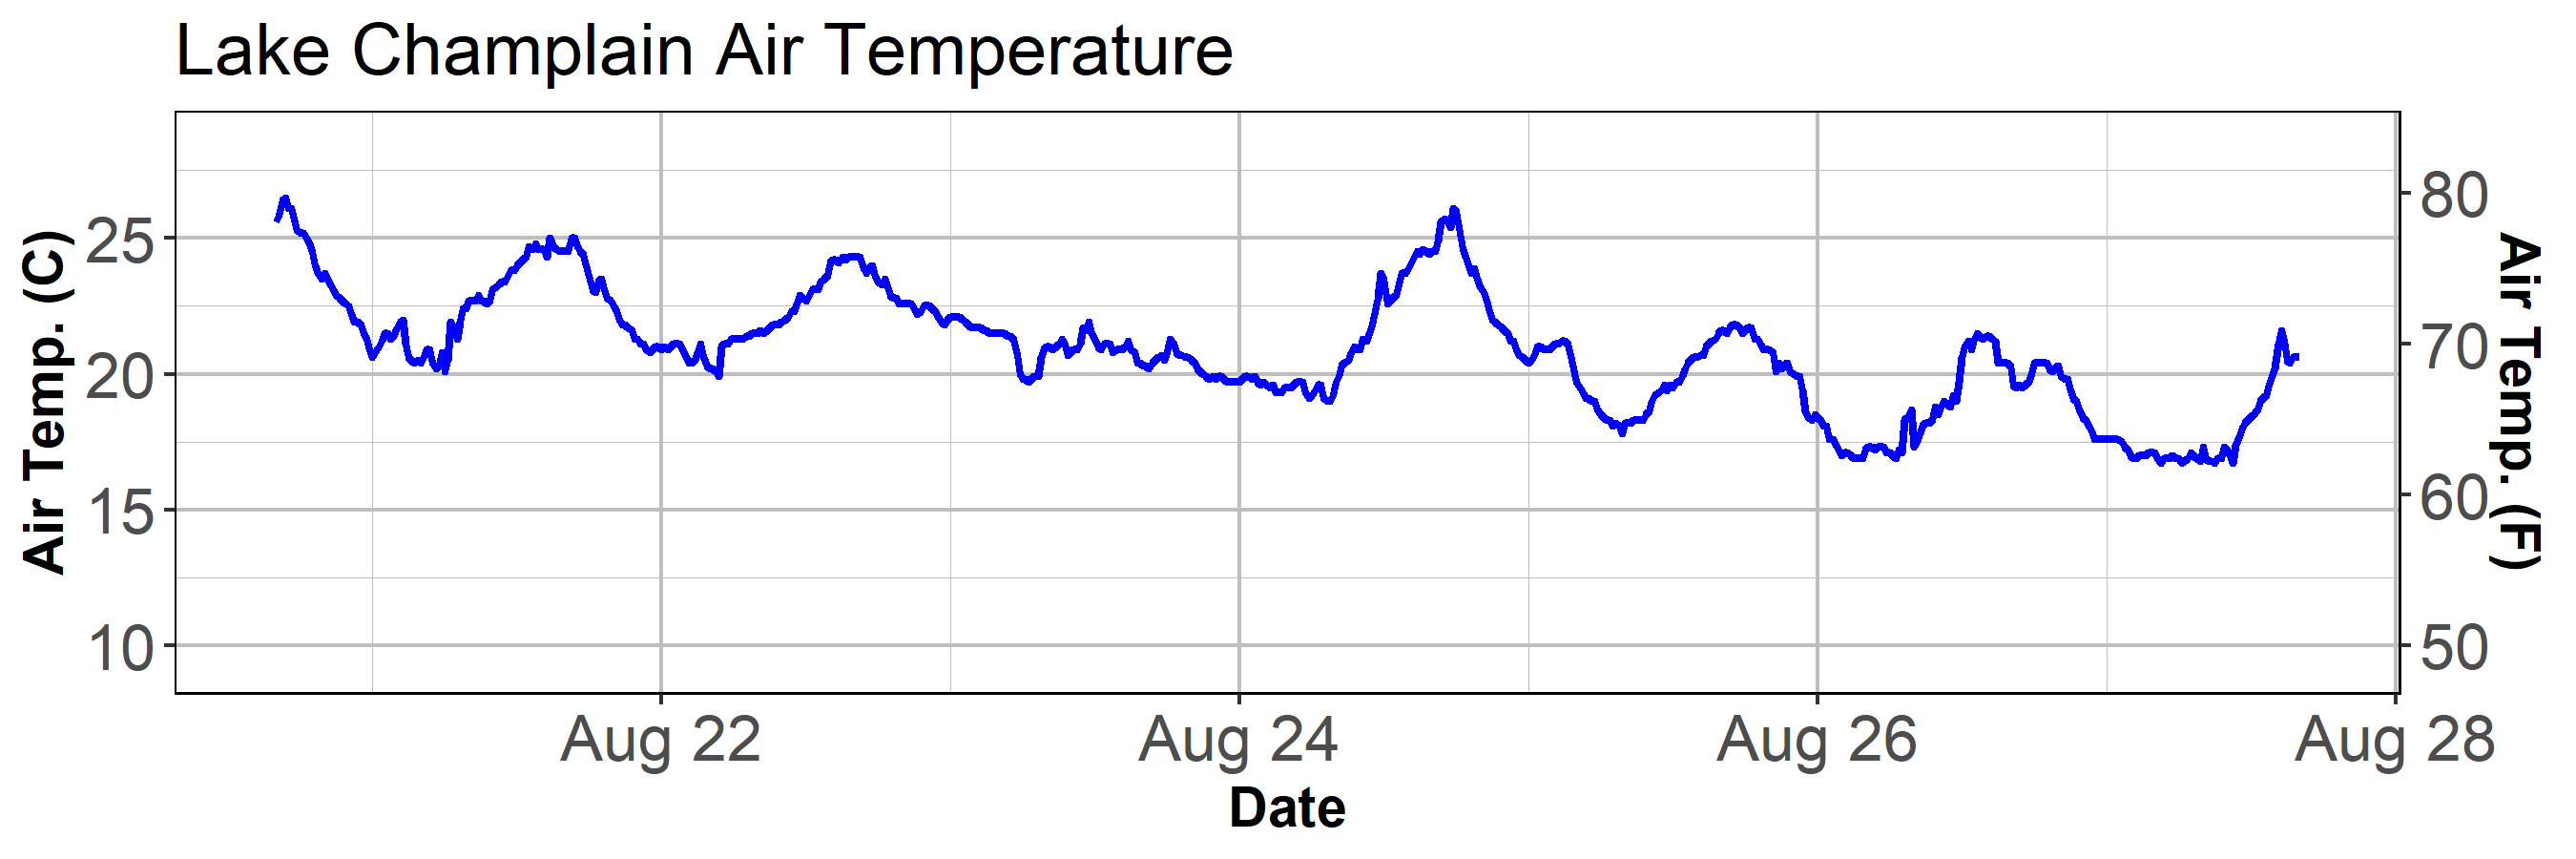 Lake Champlain Air Temperature
Air Temp. (C)
25
20
15
10
80
70
60
50
Air Temp. (F)
Aug 22
Aug 24
Aug 26
Aug 28
Date